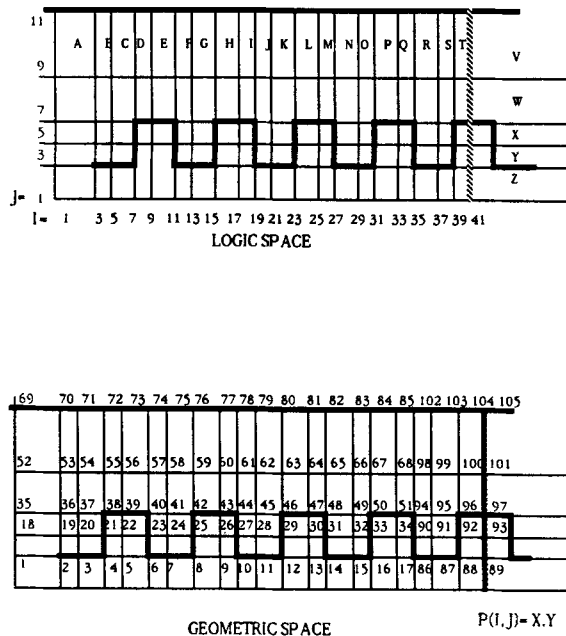 11
A B C D E F G H I J K L M N O P Q R S T V
9
W
7
5 X
3 Y
Z
J= 1
I= 1 3 5 7 9 11 13 15 17 19 21 23 25 27 29 31 33 35 37 39 41
LOGIC SPACE
69 70 71 72 73 74 75 76 77 78 79 80 81 82 83 84 85 102 103 104 105
52 53 54 55 56 57 58 59 60 61 62 63 64 65 66 67 68 98 99 100 101
35 36 37 38 39 40 41 42 43 44 45 46 47 48 49 50 51 94 95 96 97
18 19 20 21 22 23 24 25 26 27 28 29 30 31 32 33 34 90 91 92 93
1 2 3 4 5 6 7 8 9 10 11 12 13 14 15 16 17 86 87 88 89
GEOMETRIC SPACE
P(I,J)= X.Y